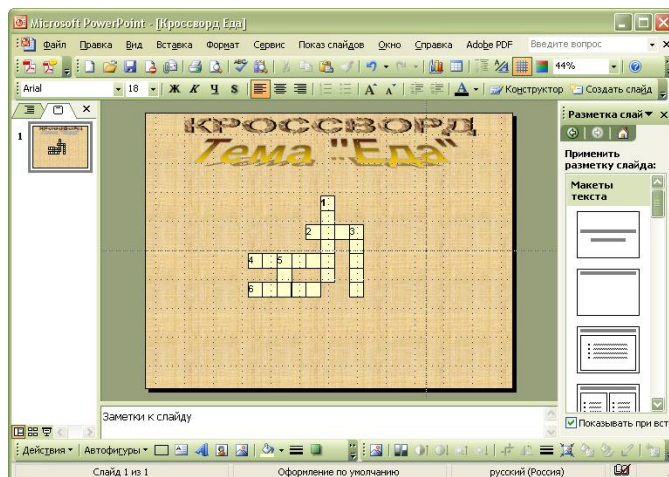 Microsoft PowerPoint - [Кроссворд Еда]
Файл Правка Вид Вставка Формат Сервис Показ слайдов Окно Справка Adobe PDF Введите вопрос
44%
Arial 18 Ж К Ч S Конструктор Создать слайд
Разметка слай
1
КРОССВОРД
Тема "Еда"
1
2 3
4 5
6
Применить
разметку слайда:
Макеты
текста
Показывать при вст
Заметки к слайду
Действия Автофигуры
Слайд 1 из 1 Оформление по умолчанию русский (Россия)